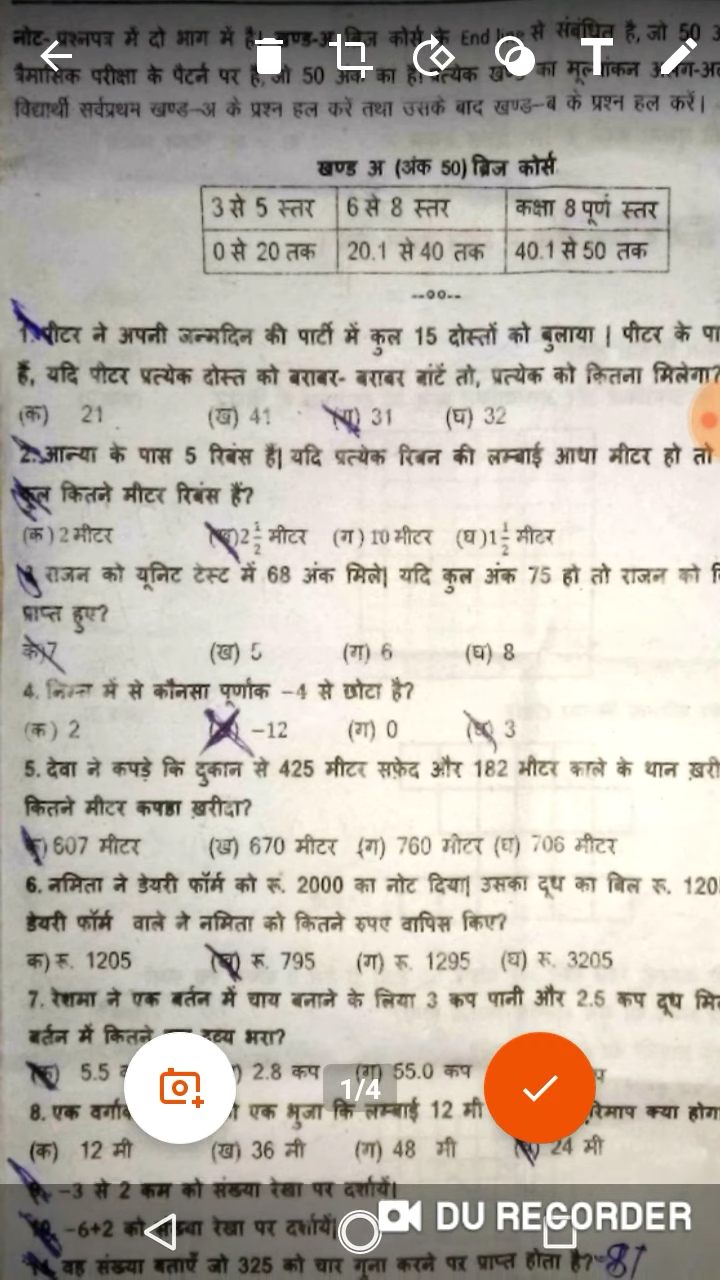 नोट- प्रश्नपत्र में दो भाग में है। खण्ड-अ ब्रिज कोर्स के End line से संबंधित है, जो 50 अ
त्रैमासिक परीक्षा के पैटर्न पर है, जो 50 अंक का है। प्रत्येक खण्ड का मूल्यांकन अलग-अल
विद्यार्थी सर्वप्रथम खण्ड-अ के प्रश्न हल करें तथा उसके बाद खण्ड-ब के प्रश्न हल करें।
खण्ड अ (अंक 50) ब्रिज कोर्स
3 से 5 स्तर 6 से 8 स्तर कक्षा 8 पूर्ण स्तर
0 से 20 तक 20.1 से 40 तक 40.1 से 50 तक
--00--
1. पीटर ने अपनी जन्मदिन की पार्टी में कुल 15 दोस्तों को बुलाया | पीटर के पा
हैं, यदि पीटर प्रत्येक दोस्त को बराबर- बराबर बांटें तो, प्रत्येक को कितना मिलेगा?
(क) 21 (ख) 41 (ग) 31 (घ) 32
2. आन्या के पास 5 रिबंस हैं| यदि प्रत्येक रिबन की लम्बाई आधा मीटर हो तो
कुल कितने मीटर रिबंस हैं?
(क) 2 मीटर (ख) 2 1/2 मीटर (ग) 10 मीटर (घ) 1 1/2 मीटर
3. राजन को यूनिट टेस्ट में 68 अंक मिले| यदि कुल अंक 75 हो तो राजन को
प्राप्त हुए?
क) 7 (ख) 5 (ग) 6 (घ) 8
4. निम्न में से कौनसा पूर्णाक -4 से छोटा है?
(क) 2 (ख) -12 (ग) 0 (घ) 3
5. देवा ने कपड़े कि दुकान से 425 मीटर सफ़ेद और 182 मीटर काले के थान ख़री
कितने मीटर कपडा ख़रीदा?
क) 607 मीटर (ख) 670 मीटर (ग) 760 मीटर (घ) 706 मीटर
6. नमिता ने डेयरी फॉर्म को रू. 2000 का नोट दिया| उसका दूध का बिल रू. 120
डेयरी फॉर्म वाले ने नमिता को कितने रुपए वापिस किए?
क) रू. 1205 (ख) रू. 795 (ग) रू. 1295 (घ) रू. 3205
7. रेशमा ने एक बर्तन में चाय बनाने के लिया 3 कप पानी और 2.5 कप दूध मि
बर्तन में कितने द्रव्य भरा?
(क) 5.5 ) 2.8 कप (ग) 55.0 कप
1/4
8. एक एक भुजा कि लम्बाई 12 मी क्या होग
(क) 12 मी (ख) 36 मी (ग) 48 मी (घ) 24 मी
9. -3 से 2 कम को संख्या रेखा पर दर्शायें|
10. -6+2 को संख्या रेखा पर दर्शायें|
DU RECORDER
11. वह संख्या बताएँ जो 325 को चार गुना करने पर प्राप्त होता है?